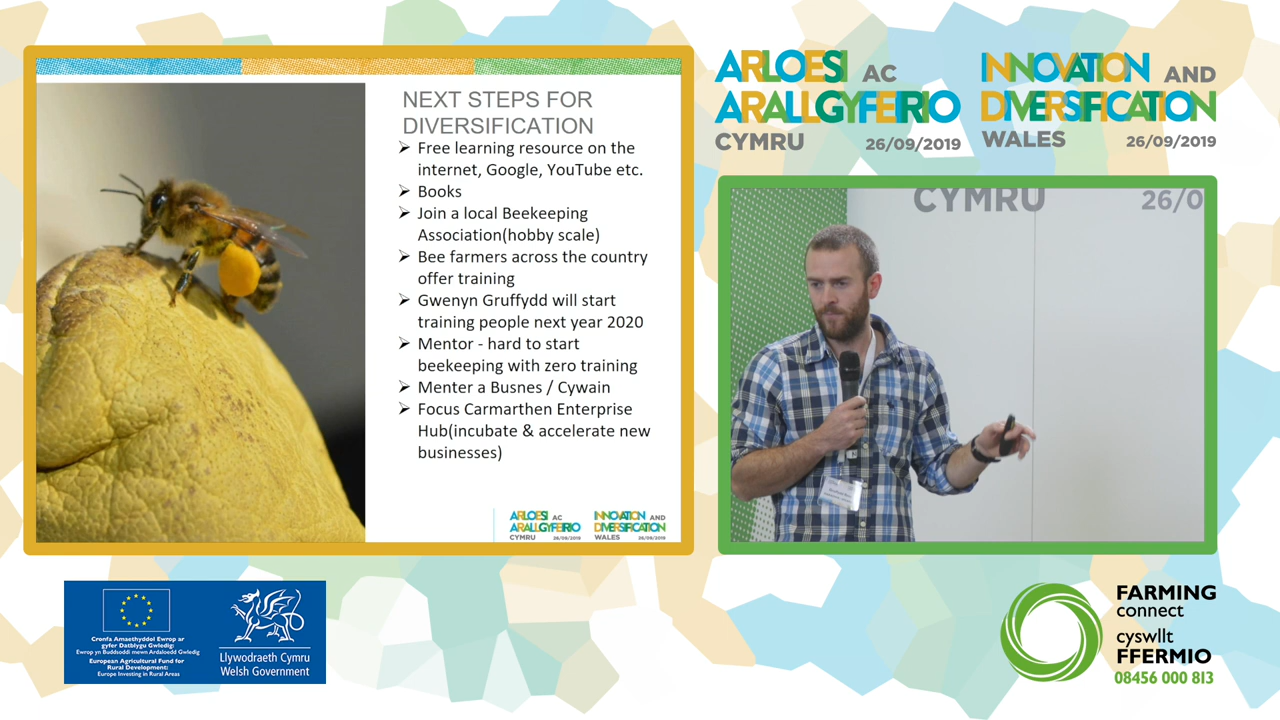 NEXT STEPS FOR
DIVERSIFICATION
➢ Free learning resource on the
internet, Google, YouTube etc.
➢ Books
➢ Join a local Beekeeping
Association(hobby scale)
➢ Bee farmers across the country
offer training
➢ Gwenyn Gruffydd will start
training people next year 2020
➢ Mentor - hard to start
beekeeping with zero training
➢ Menter a Busnes / Cywain
➢ Focus Carmarthen Enterprise
Hub(incubate & accelerate new
businesses)
ARLOESI AC
ARALLGYFEIRIO
CYMRU 26/09/2019
INNOVATION AND
DIVERSIFICATION
WALES 26/09/2019
ARLOESI AC
ARALLGYFEIRIO
CYMRU 26/09/2019
INNOVATION AND
DIVERSIFICATION
WALES 26/09/2019
CYMRU 26/0
Cronfa Amaethyddol Ewrop ar
gyfer Datblygu Gwledig:
Ewrop yn Buddsoddi mewn Ardaloedd Gwledig
European Agricultural Fund for
Rural Development:
Europe Investing in Rural Areas
Llywodraeth Cymru
Welsh Government
FARMING
connect
cyswllt
FFERMIO
08456 000 813